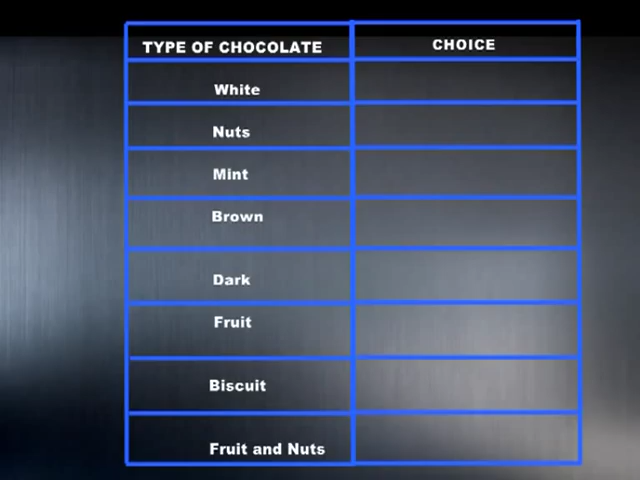 TYPE OF CHOCOLATE CHOICE
White
Nuts
Mint
Brown
Dark
Fruit
Biscuit
Fruit and Nuts